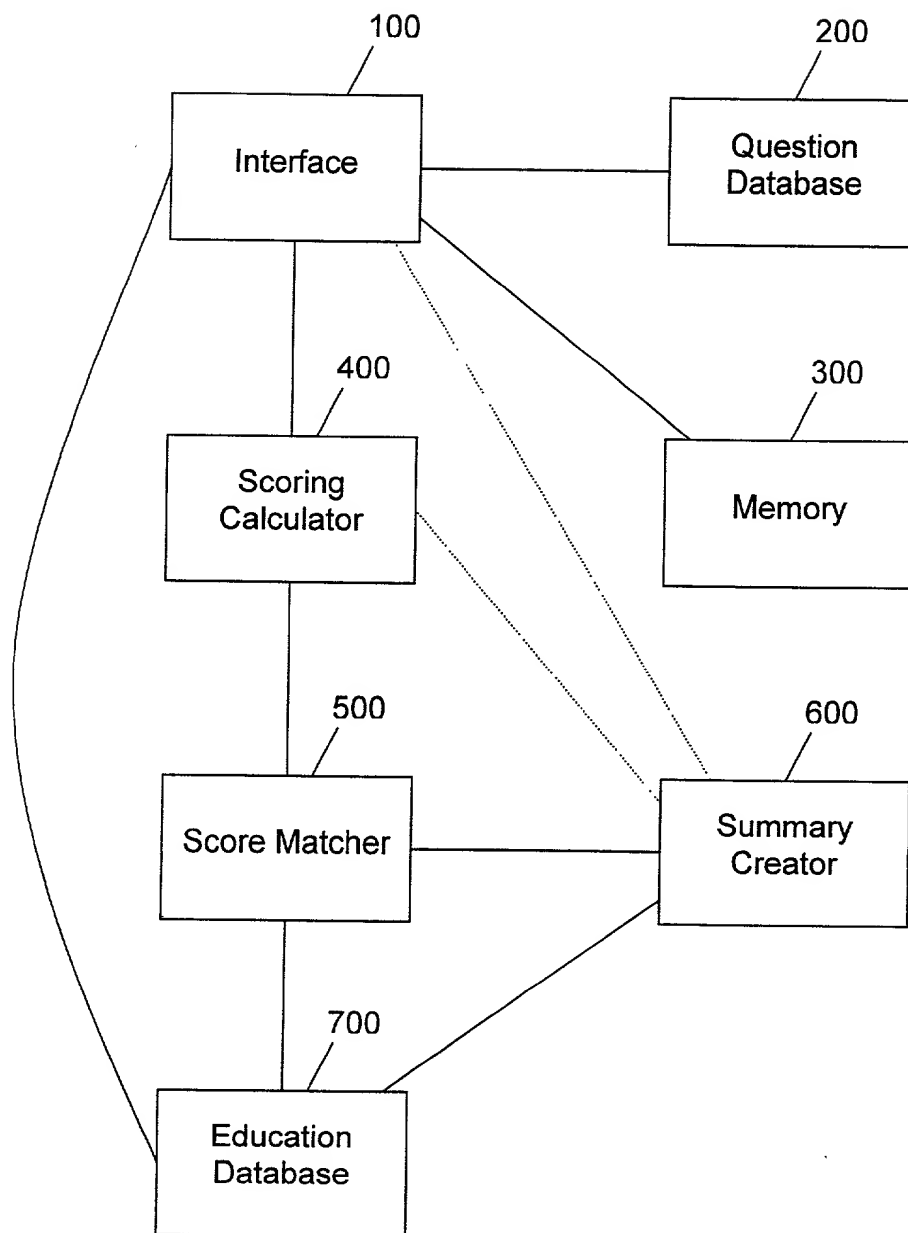 100
200
Interface
Question
Database
400
300
Scoring
Calculator
Memory
500
600
Score Matcher
Summary
Creator
700
Education
Database